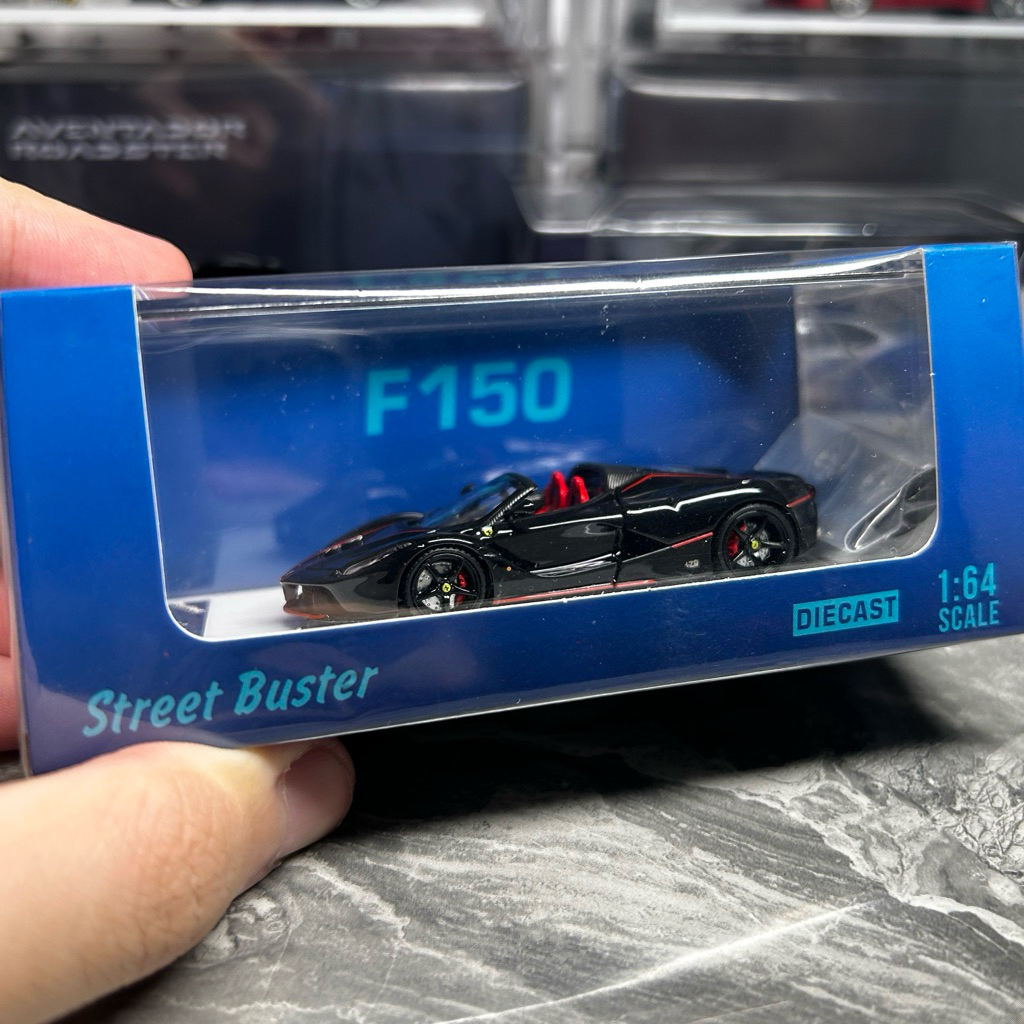 AVENTADOR
ROADSTER
F150
DIECAST
1:64
SCALE
Street Buster